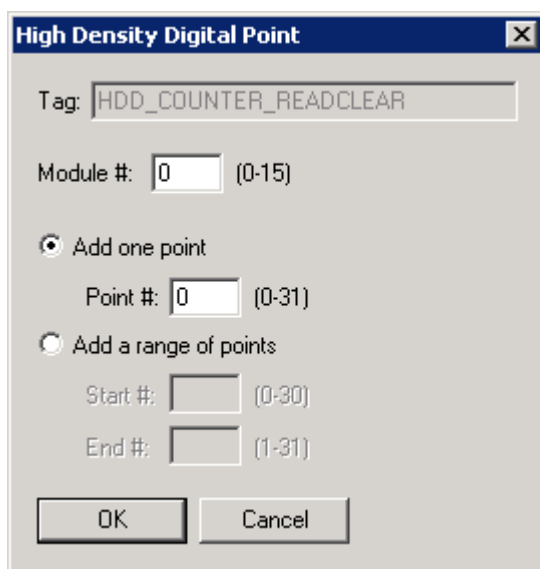 High Density Digital Point
Tag: HDD_COUNTER_READCLEAR
Module #: 0 (0-15)
Add one point
Point #: 0 (0-31)
Add a range of points
Start #: (0-30)
End #: (1-31)
OK Cancel